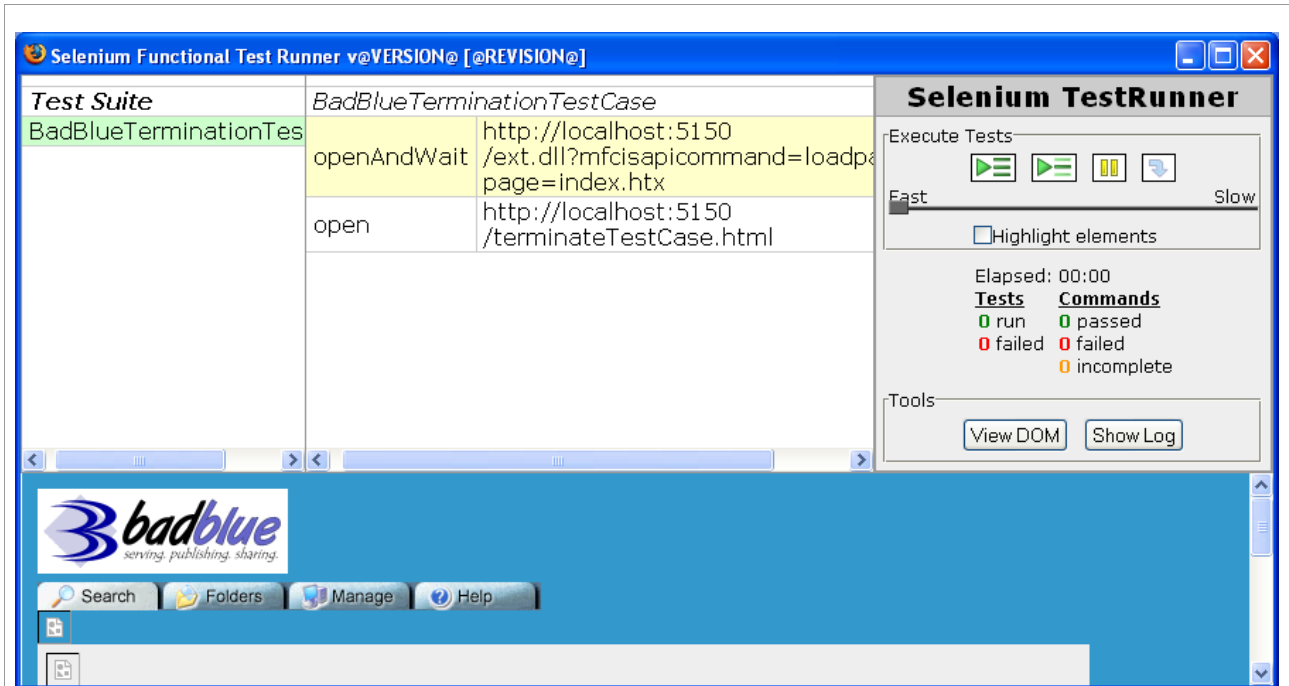 Selenium Functional Test Runner v@VERSION@ [@REVISION@]
Test Suite
BadBlueTerminationTes
BadBlueTerminationTestCase
openAndWait
http://localhost:5150
/ext.dll?mfcisapicommand=loadpa
page=index.htx
open
http://localhost:5150
/terminateTestCase.html
Selenium TestRunner
Execute Tests
Fast Slow
Highlight elements
Elapsed: 00:00
Tests Commands
0 run 0 passed
0 failed 0 failed
0 incomplete
Tools
View DOM Show Log
badblue
serving. publishing. sharing.
Search Folders Manage Help